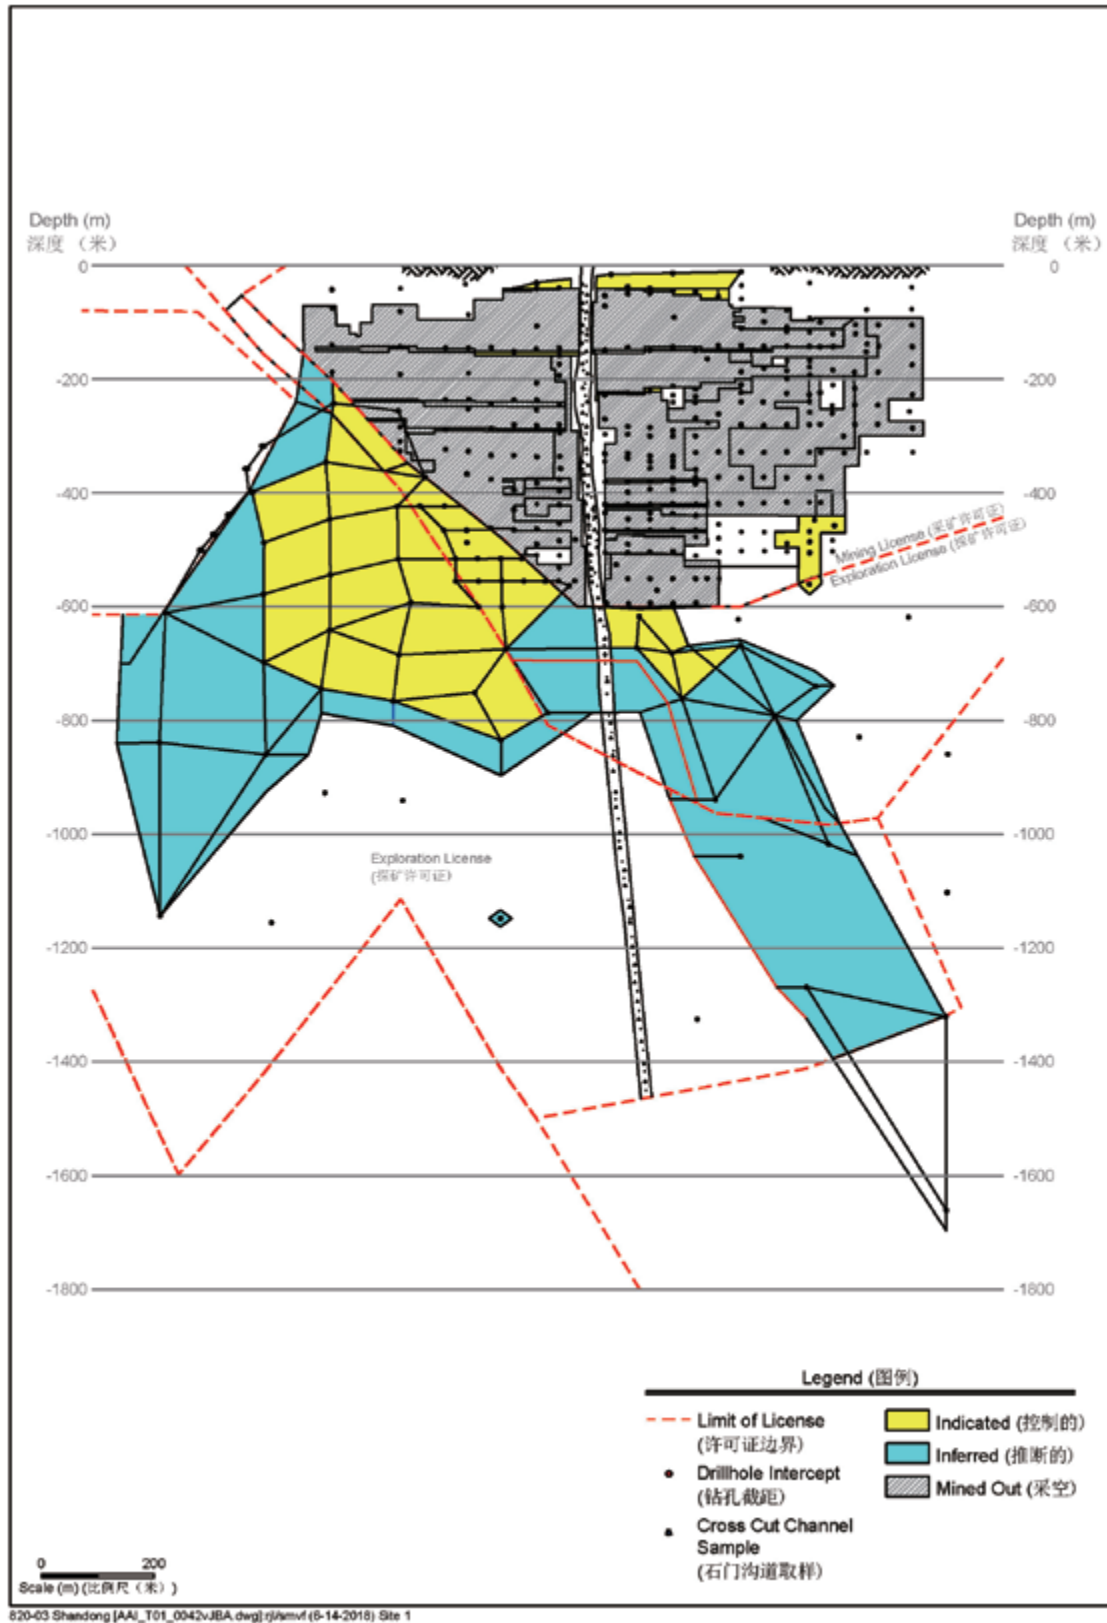 Depth (m)
深度 （米）
Depth (m)
深度 （米）
0
0
-200
-200
-400
-400
Mining License (采矿许可证)
Exploration License (探矿许可证)
-600
-600
-800
-800
Exploration License
(探矿许可证)
-1000
-1000
-1200
-1200
-1400
-1400
-1600
-1600
-1800
-1800
Legend (图例)
Limit of License
(许可证边界)
Drillhole Intercept
(钻孔截距)
Cross Cut Channel
Sample
(石门沟道取样)
Indicated (控制的)
Inferred (推断的)
Mined Out (采空)
0 200
Scale (m) (比例尺（米）)
820-03 Shandong [AAI_T01_0042vJBA.dwg]:rjl/smvf (6-14-2018) Site 1